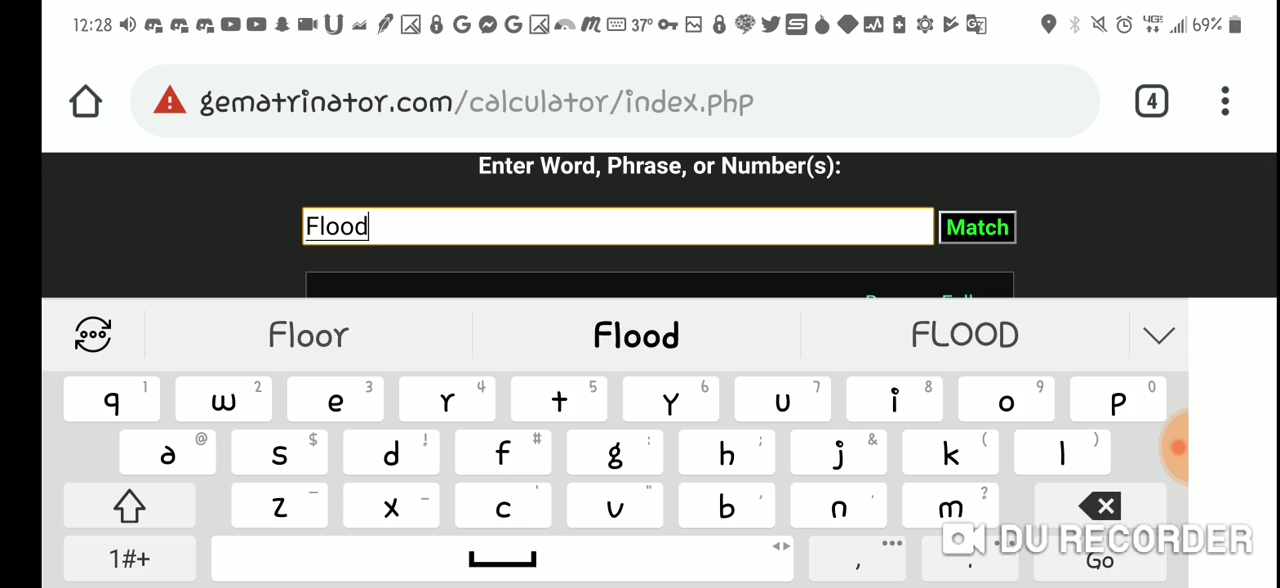 12:28 37° 4GE 69%
gematrinator.com/calculator/index.php 4
Enter Word, Phrase, or Number(s):
Flood Match
Floor Flood FLOOD
q 1 w 2 e 3 r 4 t 5 y 6 u 7 i 8 o 9 p 0
a @ s $ d ! f # g : h ; j & k ( l )
z x c v b n m ?
1#+ , . Go
DU RECORDER